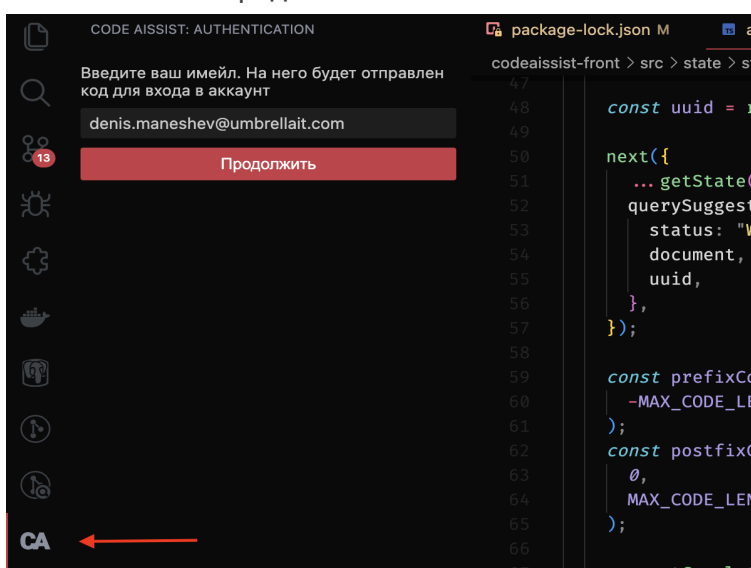 CODE AISSIST: AUTHENTICATION
Введите ваш имейл. На него будет отправлен
код для входа в аккаунт
denis.maneshev@umbrellait.com
Продолжить
13
CA
package-lock.json M
codeaissist-front > src > state >
47
48 const uuid =
49
50 next({
51 ...getState(
52 querySuggest
53 status: "
54 document,
55 uuid,
56 },
57 });
58
59 const prefixC
60 -MAX_CODE_LE
61 );
62 const postfix
63 0,
64 MAX_CODE_LEN
65 );
66